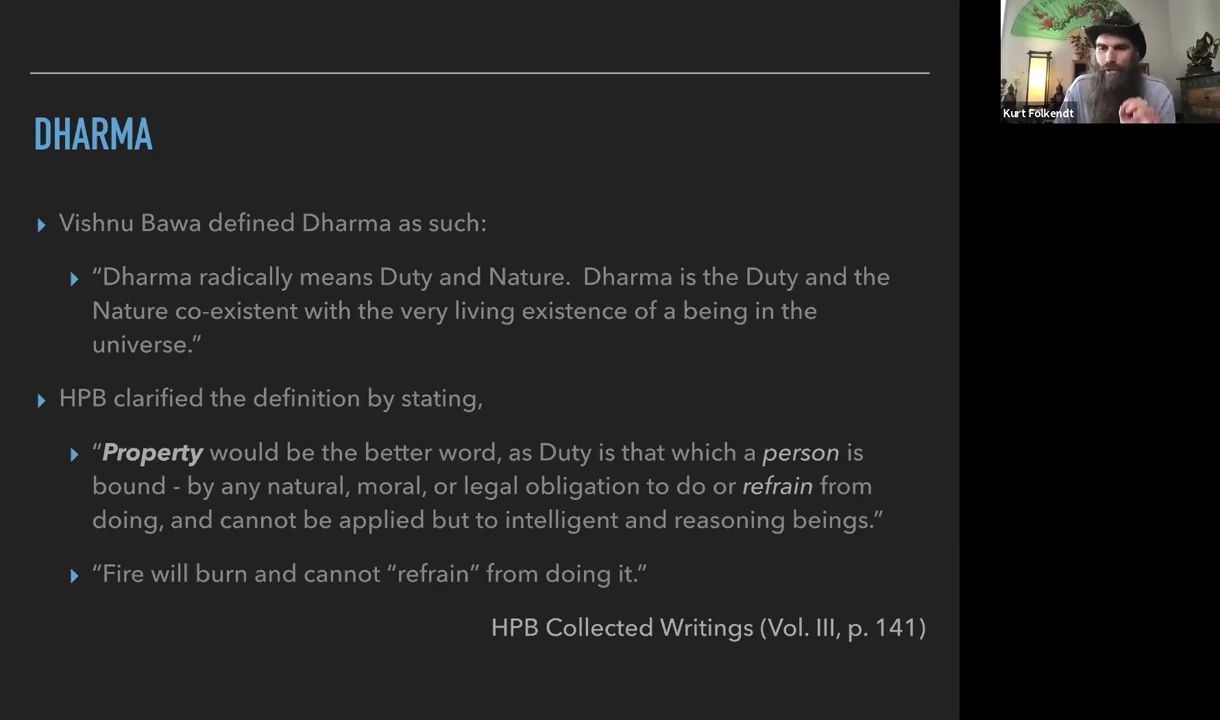 DHARMA
Vishnu Bawa defined Dharma as such:
“Dharma radically means Duty and Nature.  Dharma is the Duty and the
Nature co-existent with the very living existence of a being in the
universe.”
HPB clarified the definition by stating,
“Property would be the better word, as Duty is that which a person is
bound - by any natural, moral, or legal obligation to do or refrain from
doing, and cannot be applied but to intelligent and reasoning beings.”
“Fire will burn and cannot “refrain” from doing it.”
HPB Collected Writings (Vol. III, p. 141)
Kurt Folkendt